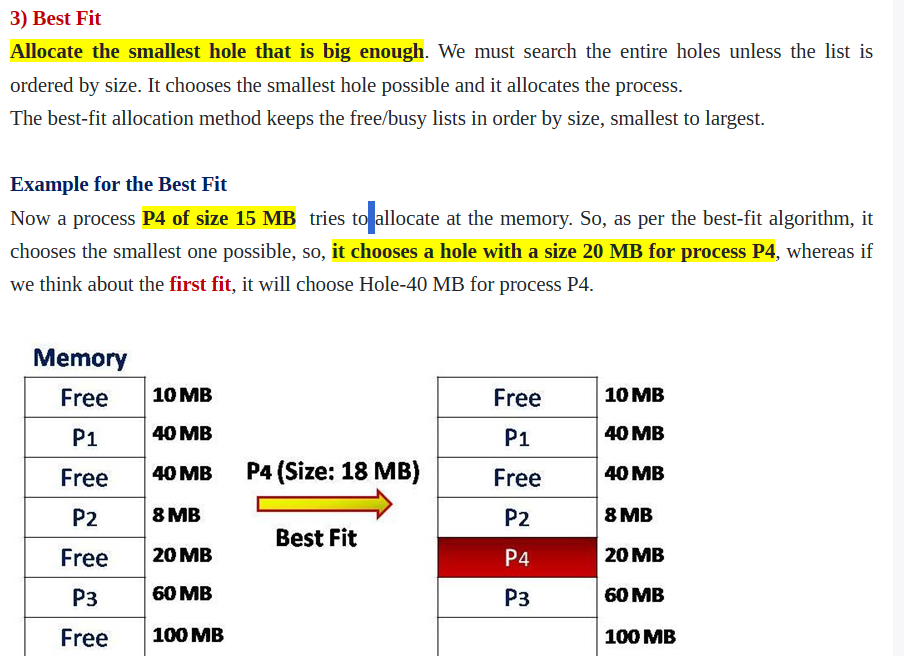 3) Best Fit
Allocate the smallest hole that is big enough. We must search the entire holes unless the list is
ordered by size. It chooses the smallest hole possible and it allocates the process.
The best-fit allocation method keeps the free/busy lists in order by size, smallest to largest.
Example for the Best Fit
Now a process P4 of size 15 MB tries to allocate at the memory. So, as per the best-fit algorithm, it
chooses the smallest one possible, so, it chooses a hole with a size 20 MB for process P4, whereas if
we think about the first fit, it will choose Hole-40 MB for process P4.
Memory
Free 10 MB
P1 40 MB
Free 40 MB
P2 8 MB
Free 20 MB
P3 60 MB
Free 100 MB
P4 (Size: 18 MB)
Best Fit
Free 10 MB
P1 40 MB
Free 40 MB
P2 8 MB
P4 20 MB
P3 60 MB
100 MB